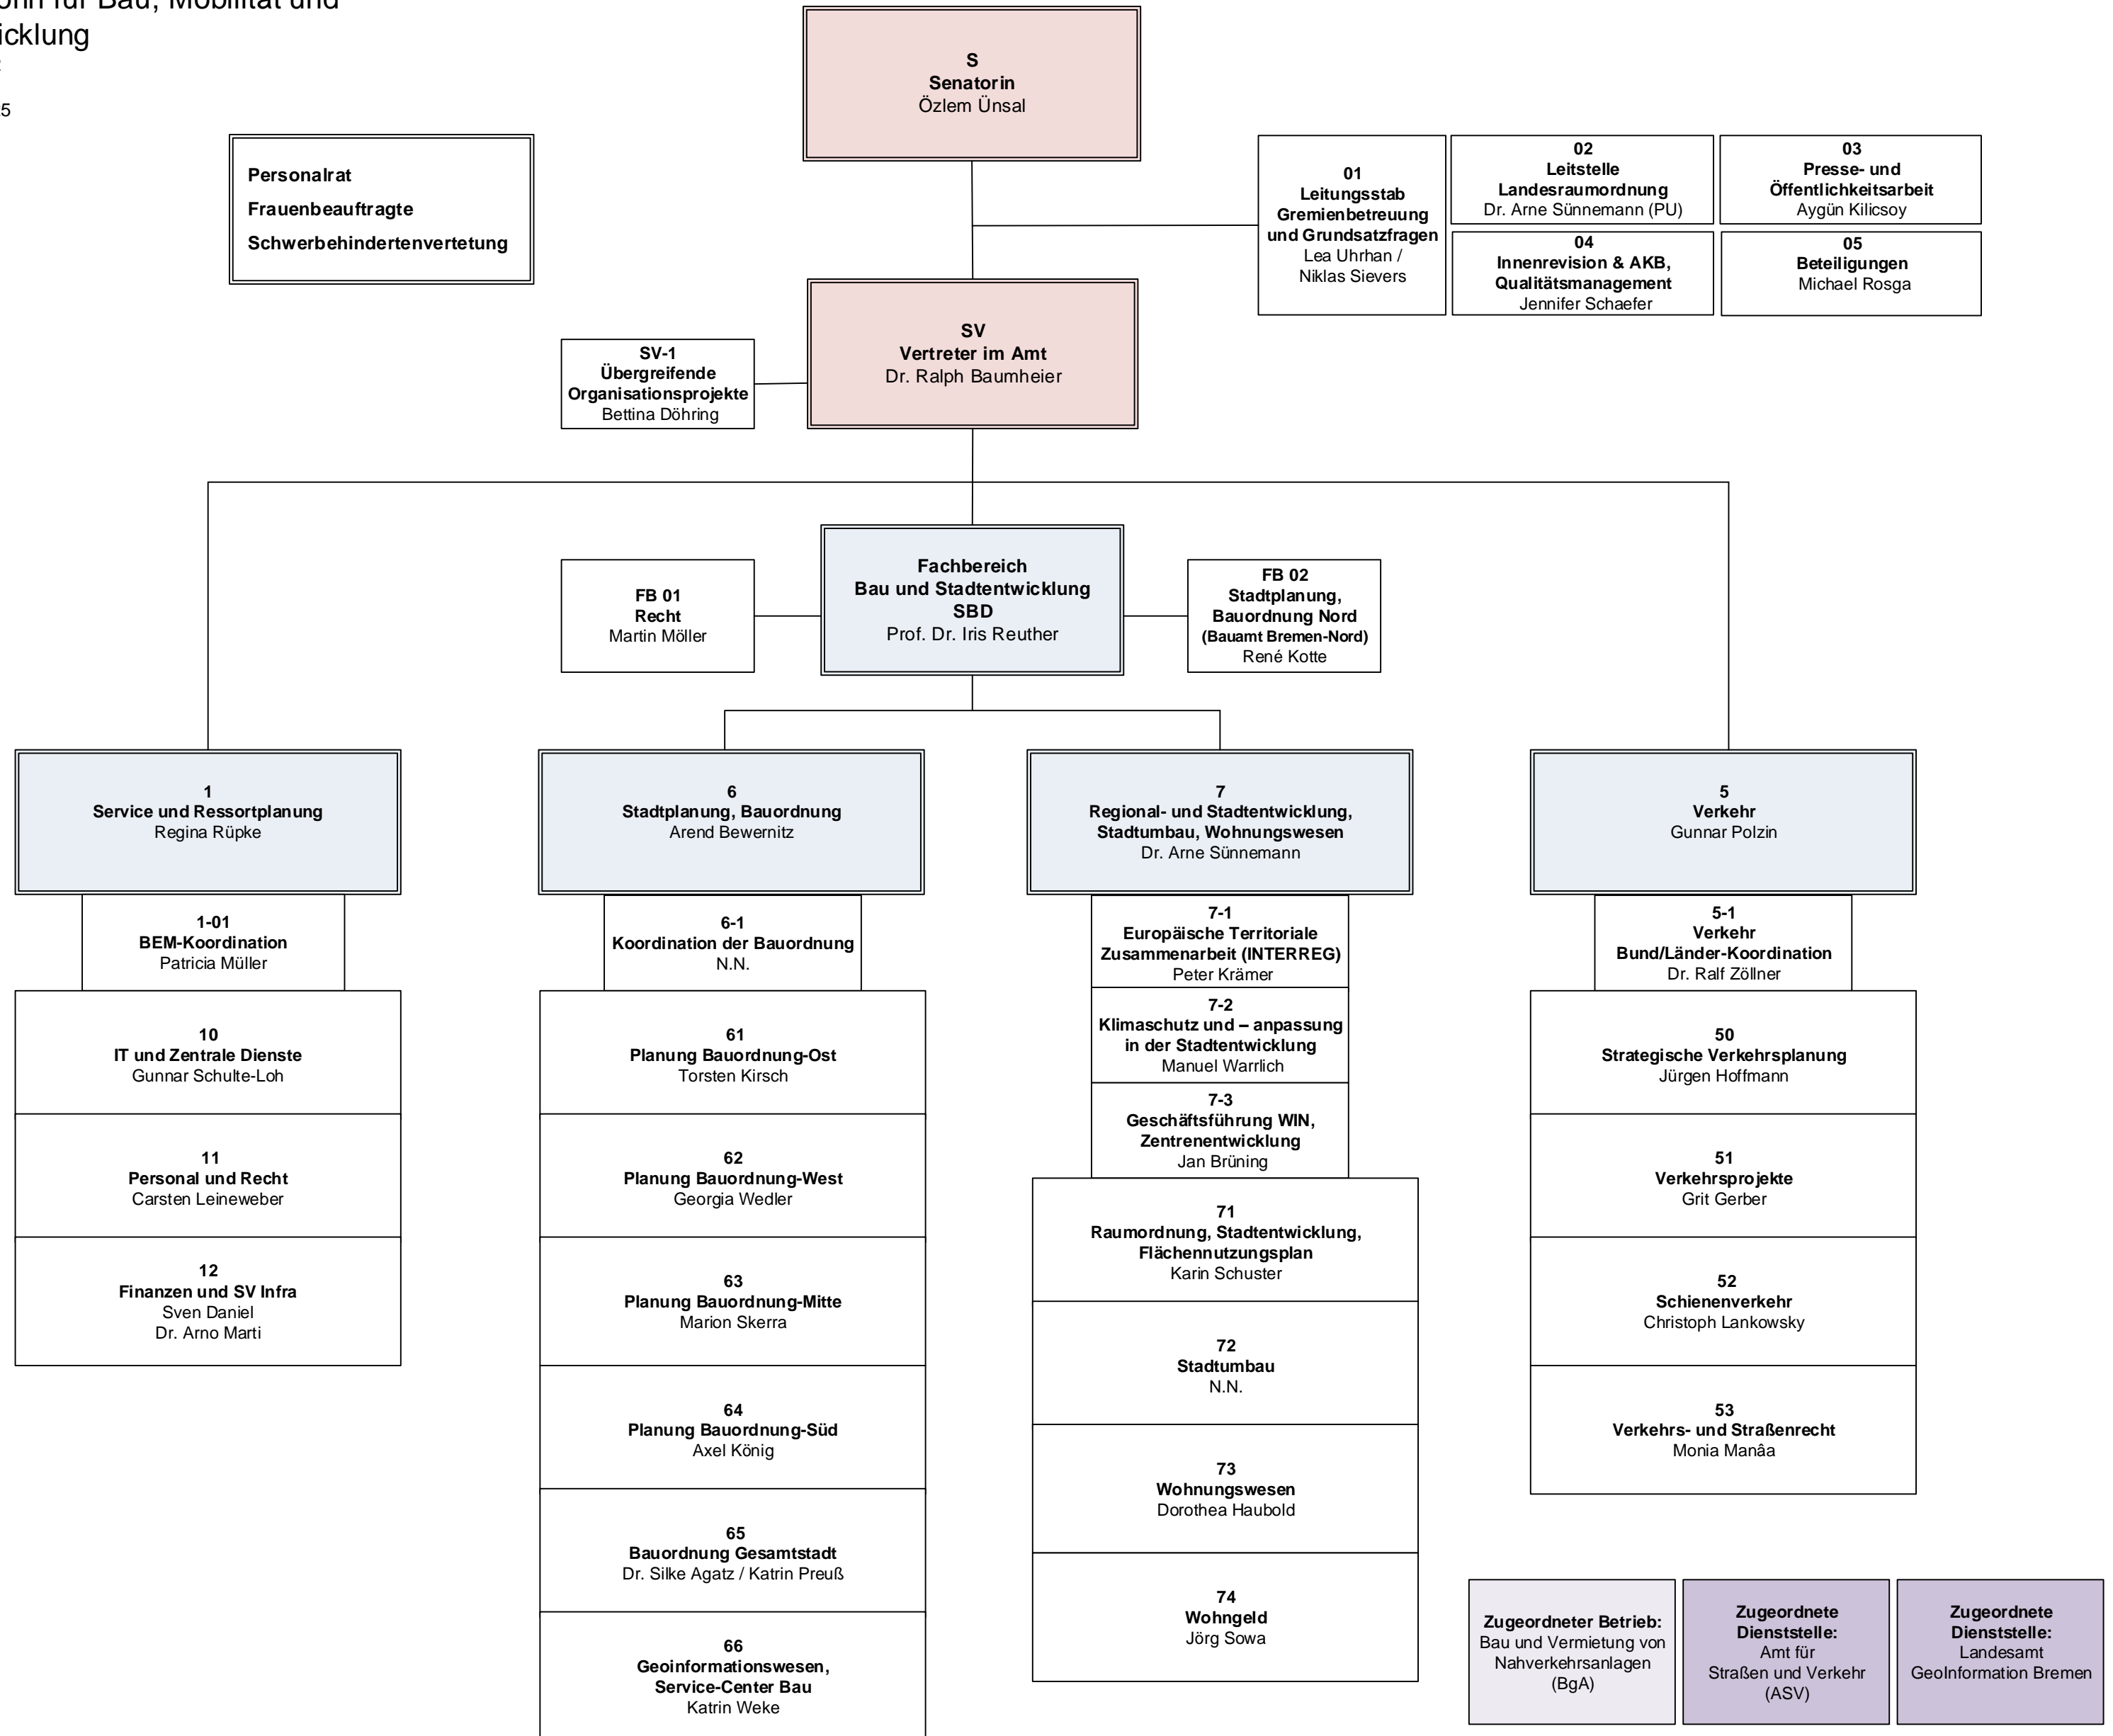 für Bau, Mobilität und
S
Senatorin
Özlem Ünsal
Personalrat
Frauenbeauftragte
Schwerbehindertenvertetung
01
Leitungsstab
Gremienbetreuung
und Grundsatzfragen
Lea Uhrhan /
Niklas Sievers
02
Leitstelle
Landesraumordnung
Dr. Arne Sünnemann (PU)
03
Presse- und
Öffentlichkeitsarbeit
Aygün Kilicsoy
04
Innenrevision & AKB,
Qualitätsmanagement
Jennifer Schaefer
05
Beteiligungen
Michael Rosga
SV
Vertreter im Amt
Dr. Ralph Baumheier
SV-1
Übergreifende
Organisationsprojekte
Bettina Döhring
Fachbereich
Bau und Stadtentwicklung
SBD
Prof. Dr. Iris Reuther
FB 01
Recht
Martin Möller
FB 02
Stadtplanung,
Bauordnung Nord
(Bauamt Bremen-Nord)
René Kotte
1
Service und Ressortplanung
Regina Rüpke
1-01
BEM-Koordination
Patricia Müller
10
IT und Zentrale Dienste
Gunnar Schulte-Loh
11
Personal und Recht
Carsten Leineweber
12
Finanzen und SV Infra
Sven Daniel
Dr. Arno Marti
6
Stadtplanung, Bauordnung
Arend Bewernitz
6-1
Koordination der Bauordnung
N.N.
61
Planung Bauordnung-Ost
Torsten Kirsch
62
Planung Bauordnung-West
Georgia Wedler
63
Planung Bauordnung-Mitte
Marion Skerra
64
Planung Bauordnung-Süd
Axel König
65
Bauordnung Gesamtstadt
Dr. Silke Agatz / Katrin Preuß
66
Geoinformationswesen,
Service-Center Bau
Katrin Weke
7
Regional- und Stadtentwicklung,
Stadtumbau, Wohnungswesen
Dr. Arne Sünnemann
7-1
Europäische Territoriale
Zusammenarbeit (INTERREG)
Peter Krämer
7-2
Klimaschutz und – anpassung
in der Stadtentwicklung
Manuel Warrlich
7-3
Geschäftsführung WIN,
Zentrenentwicklung
Jan Brüning
71
Raumordnung, Stadtentwicklung,
Flächennutzungsplan
Karin Schuster
72
Stadtumbau
N.N.
73
Wohnungswesen
Dorothea Haubold
74
Wohngeld
Jörg Sowa
5
Verkehr
Gunnar Polzin
5-1
Verkehr
Bund/Länder-Koordination
Dr. Ralf Zöllner
50
Strategische Verkehrsplanung
Jürgen Hoffmann
51
Verkehrsprojekte
Grit Gerber
52
Schienenverkehr
Christoph Lankowsky
53
Verkehrs- und Straßenrecht
Monia Manâa
Zugeordneter Betrieb:
Bau und Vermietung von
Nahverkehrsanlagen
(BgA)
Zugeordnete
Dienststelle:
Amt für
Straßen und Verkehr
(ASV)
Zugeordnete
Dienststelle:
Landesamt
GeoInformation Bremen